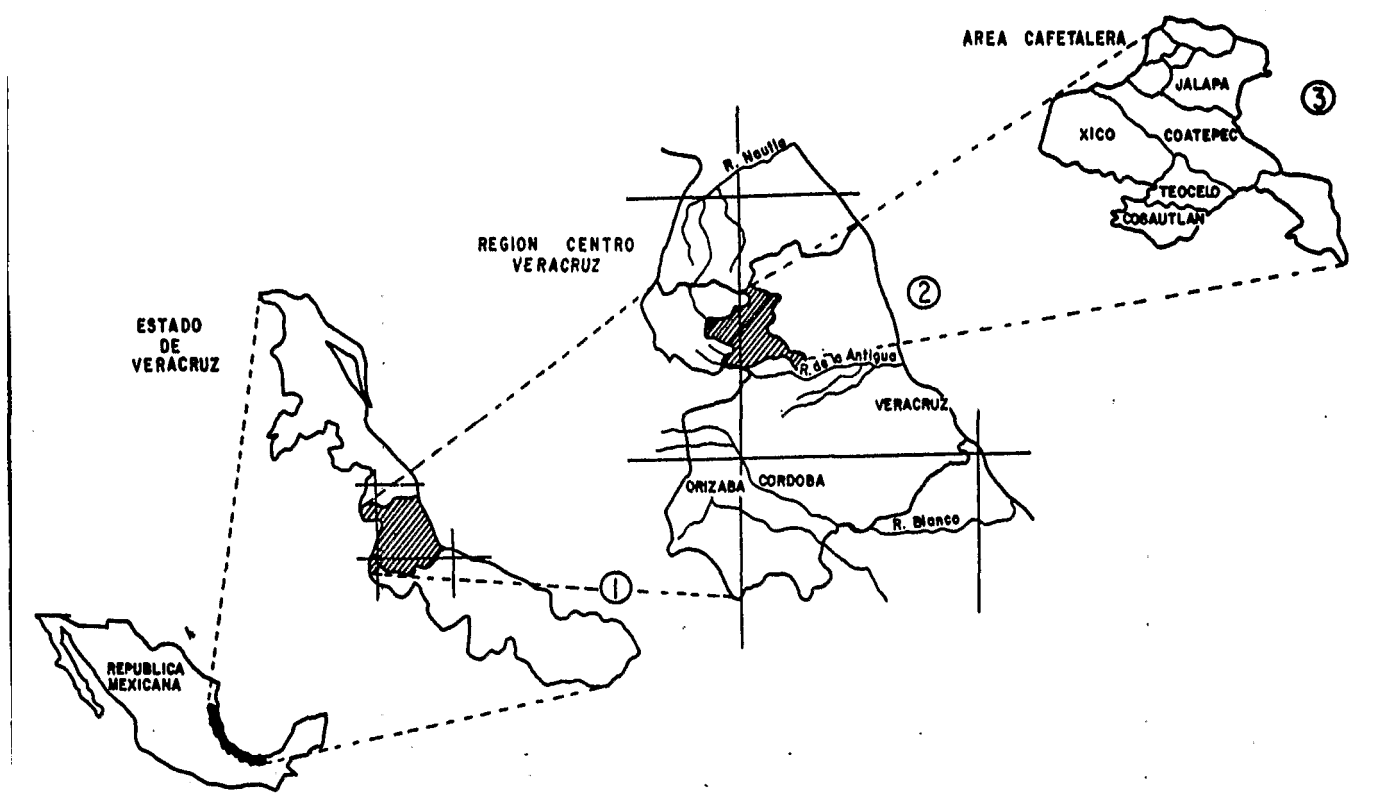 AREA CAFETALERA
JALAPA
3
XICO
COATEPEC
TEOCELO
COSAUTLAN
R. Nautla
REGION CENTRO
VERACRUZ
2
R. de la Antigua
VERACRUZ
ORIZABA
CORDOBA
R. Blanco
ESTADO
DE
VERACRUZ
1
REPUBLICA
MEXICANA